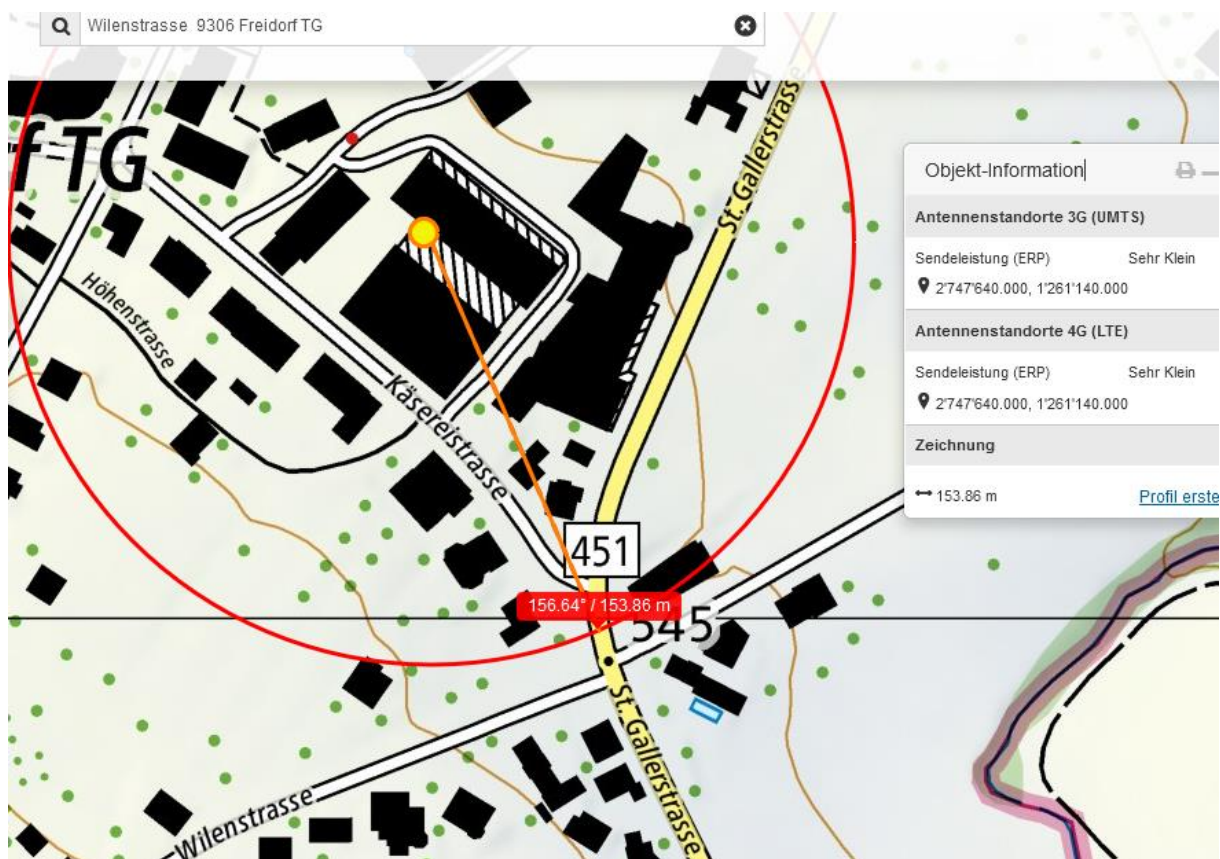 Wilenstrasse 9306 Freidorf TG
f TG
St. Gallerstrasse
Höhenstrasse
Käsereistrasse
451
156.64° / 153.86 m
545
St. Gallerstrasse
Wilenstrasse
Objekt-Information
Antennenstandorte 3G (UMTS)
Sendeleistung (ERP) Sehr Klein
2'747'640.000, 1'261'140.000
Antennenstandorte 4G (LTE)
Sendeleistung (ERP) Sehr Klein
2'747'640.000, 1'261'140.000
Zeichnung
153.86 m Profil erste